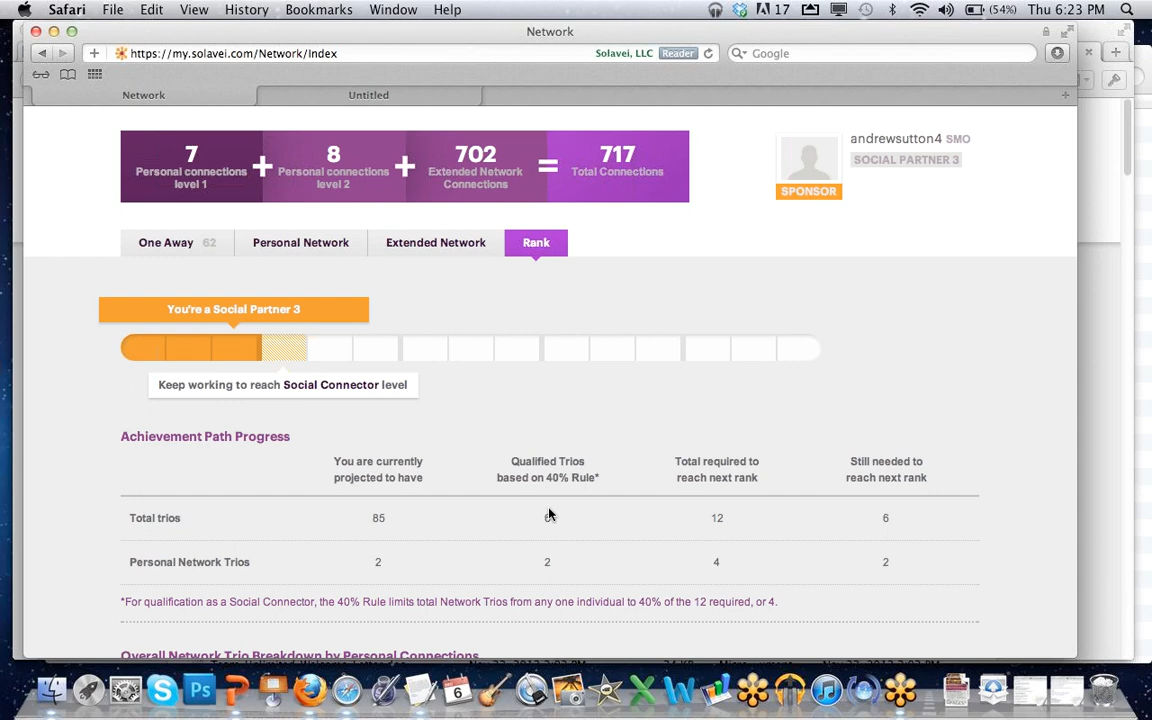 Safari File Edit View History Bookmarks Window Help 17 (54%) Thu 6:23 PM
Network
https://my.solavei.com/Network/Index Solavei, LLC Reader Google
Network Untitled
7 + 8 + 702 = 717
Personal connections level 1
Personal connections level 2
Extended Network Connections
Total Connections
andrewsutton4 SMO
SOCIAL PARTNER 3
SPONSOR
One Away 62 Personal Network Extended Network Rank
You're a Social Partner 3
Keep working to reach Social Connector level
Achievement Path Progress
You are currently projected to have
Qualified Trios based on 40% Rule*
Total required to reach next rank
Still needed to reach next rank
Total trios 85 12 6
Personal Network Trios 2 2 4 2
*For qualification as a Social Connector, the 40% Rule limits total Network Trios from any one individual to 40% of the 12 required, or 4.
Overall Network Trio Breakdown by Personal Connections
6